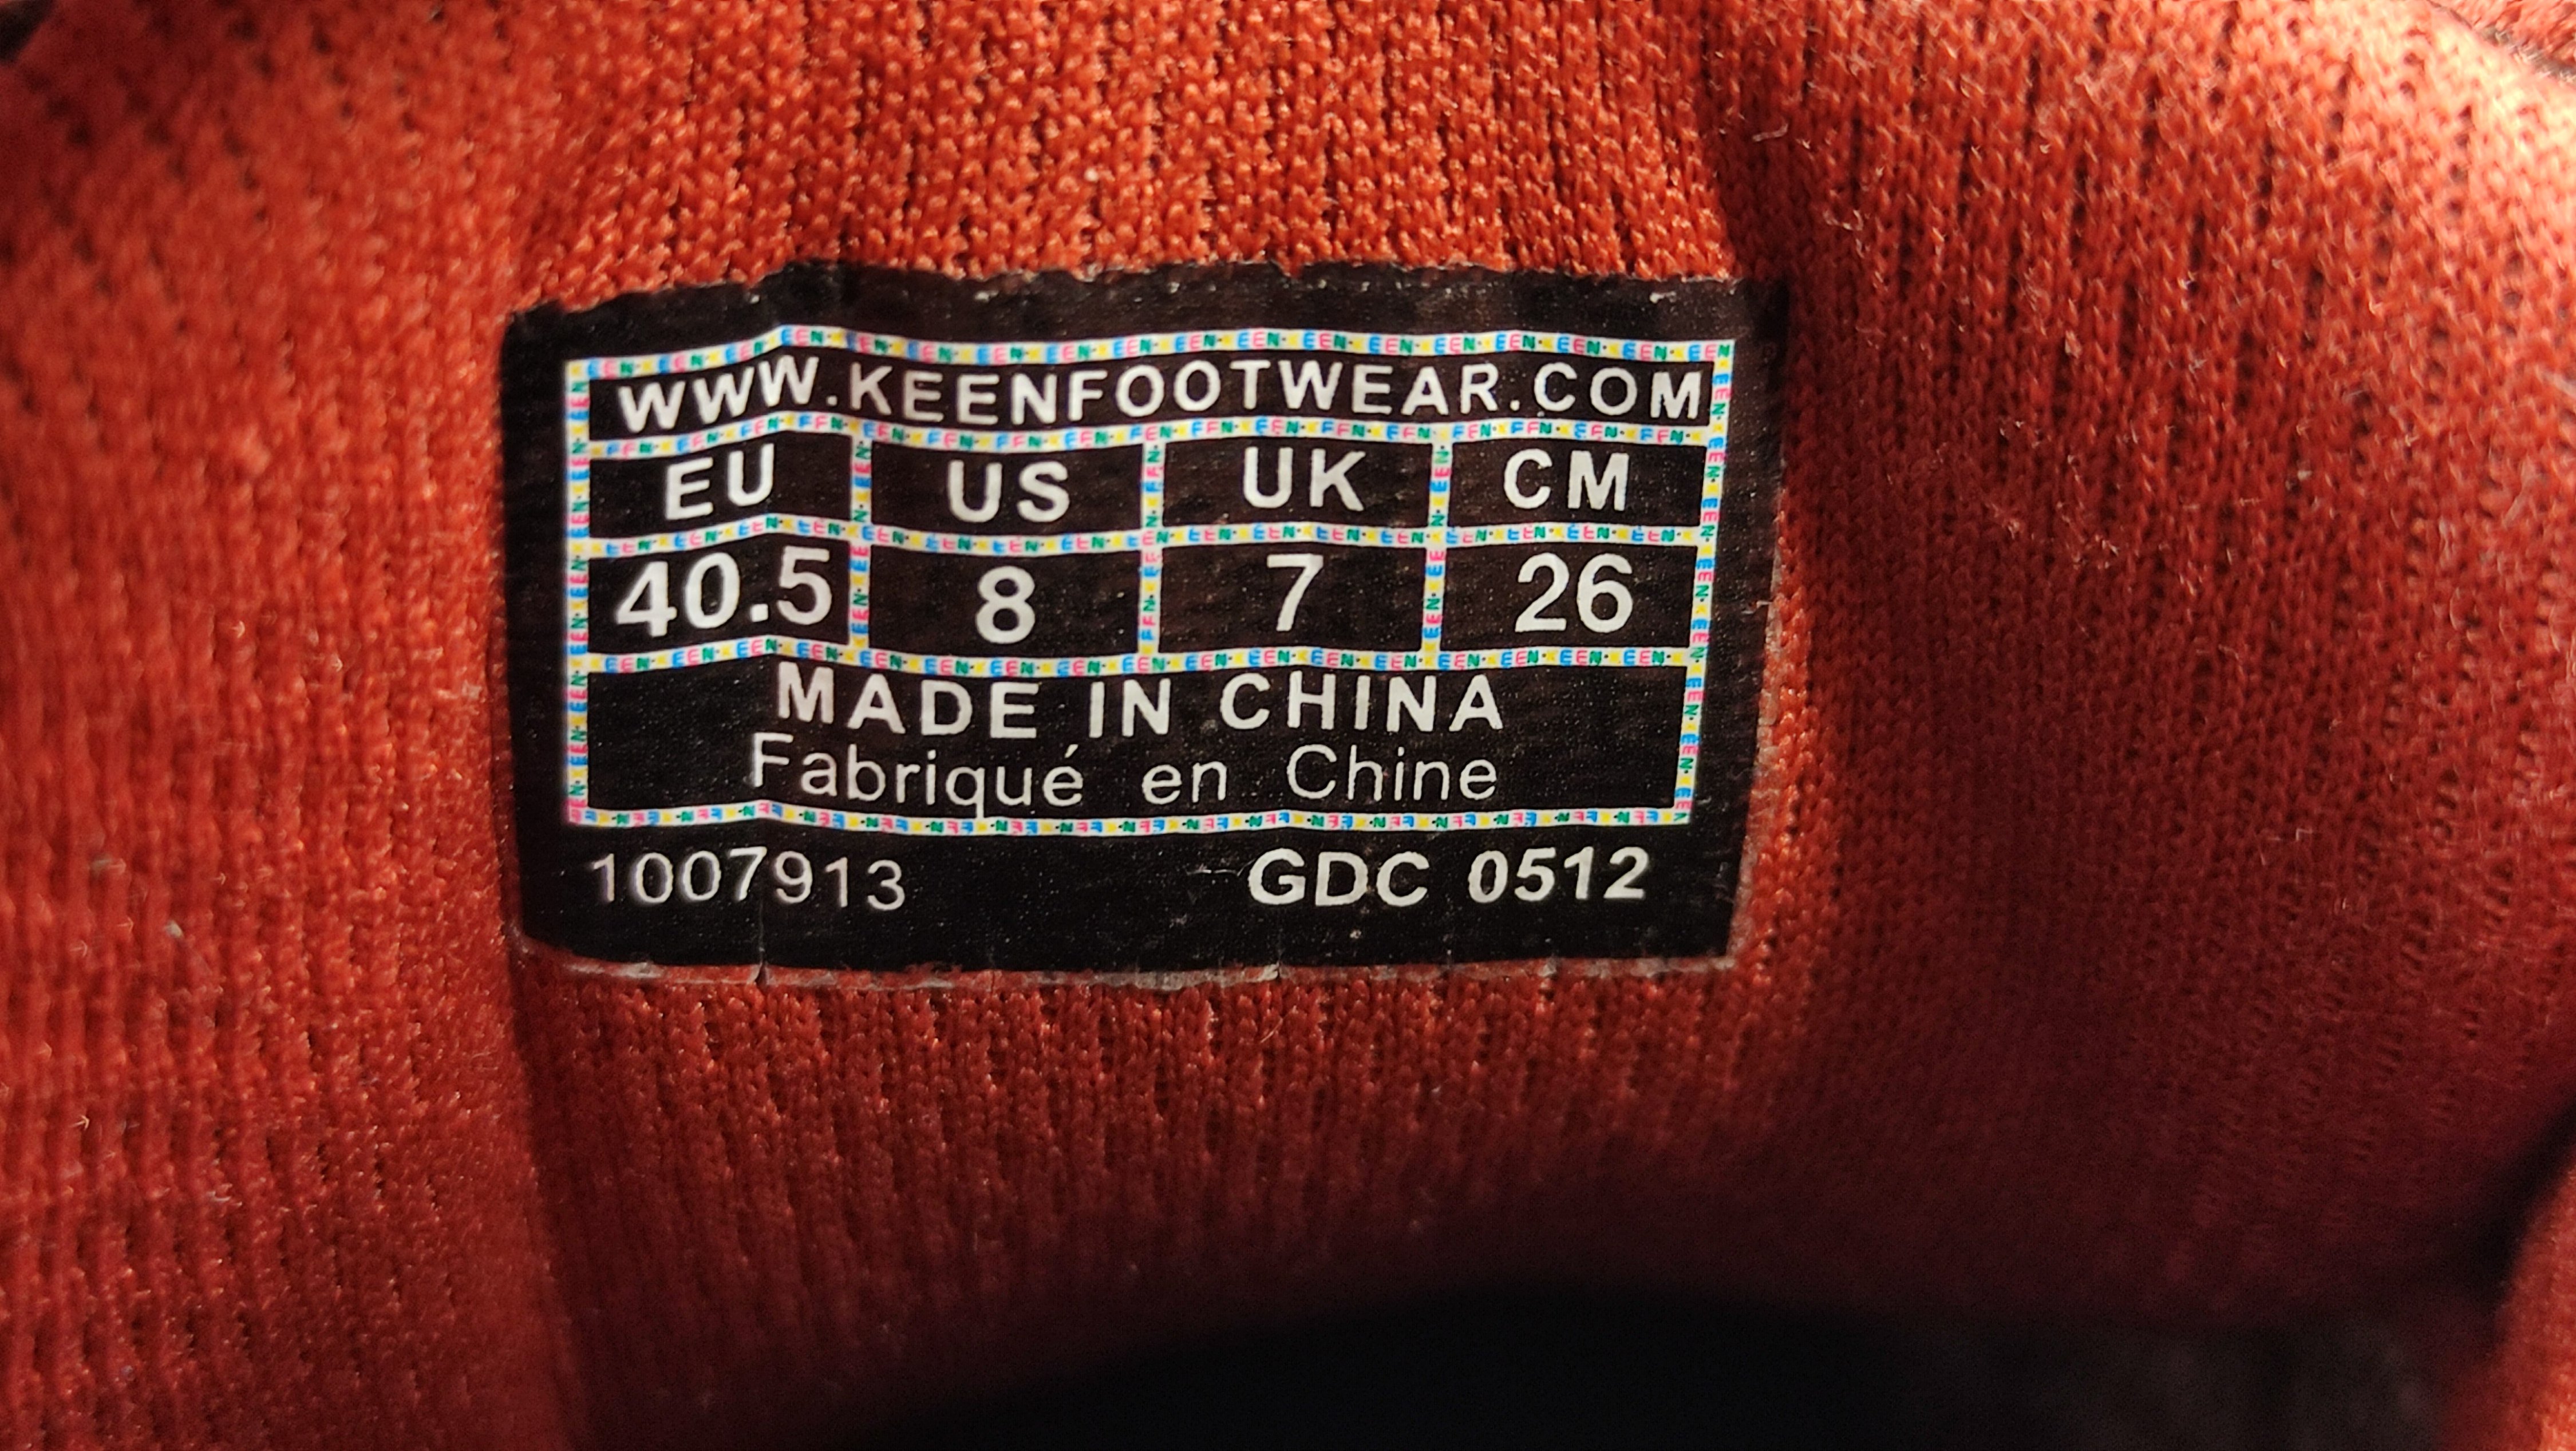 WWW.KEENFOOTWEAR.COM
EU US UK CM
40.5 8 7 26
MADE IN CHINA
Fabriqué en Chine
1007913 GDC 0512